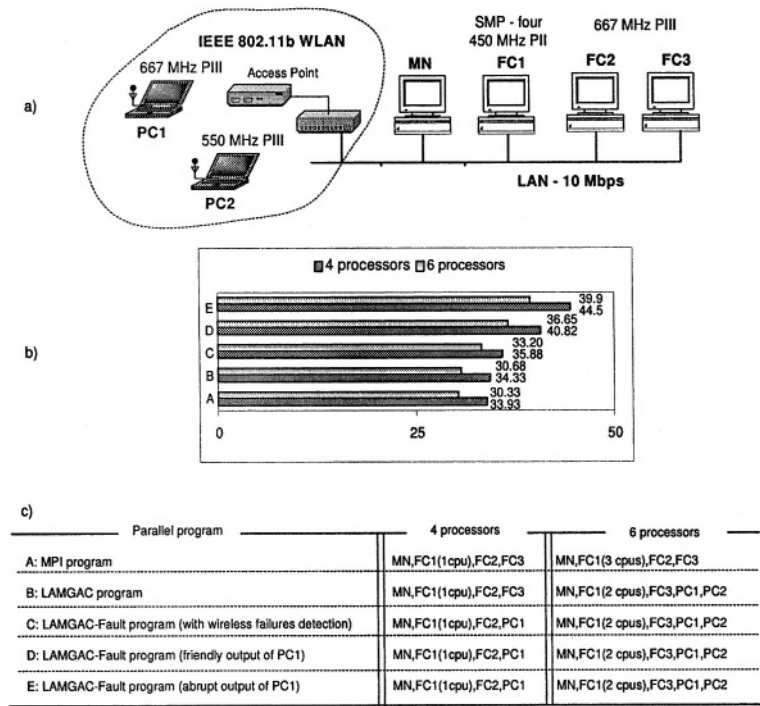 a)
IEEE 802.11b WLAN
667 MHz PIII
Access Point
PC1
550 MHz PIII
PC2
SMP - four
450 MHz PII
667 MHz PIII
MN
FC1
FC2
FC3
LAN - 10 Mbps
b)
4 processors
6 processors
E
39.9
44.5
D
36.65
40.82
C
33.20
35.88
B
30.68
34.33
A
30.33
33.93
0
25
50
c)
Parallel program
4 processors
6 processors
A: MPI program
MN,FC1(1cpu),FC2,FC3
MN,FC1(3 cpus),FC2,FC3
B: LAMGAC program
MN,FC1(1cpu),FC2,FC3
MN,FC1(2 cpus),FC3,PC1,PC2
C: LAMGAC-Fault program (with wireless failures detection)
MN,FC1(1cpu),FC2,PC1
MN,FC1(2 cpus),FC3,PC1,PC2
D: LAMGAC-Fault program (friendly output of PC1)
MN,FC1(1cpu),FC2,PC1
MN,FC1(2 cpus),FC3,PC1,PC2
E: LAMGAC-Fault program (abrupt output of PC1)
MN,FC1(1cpu),FC2,PC1
MN,FC1(2 cpus),FC3,PC1,PC2